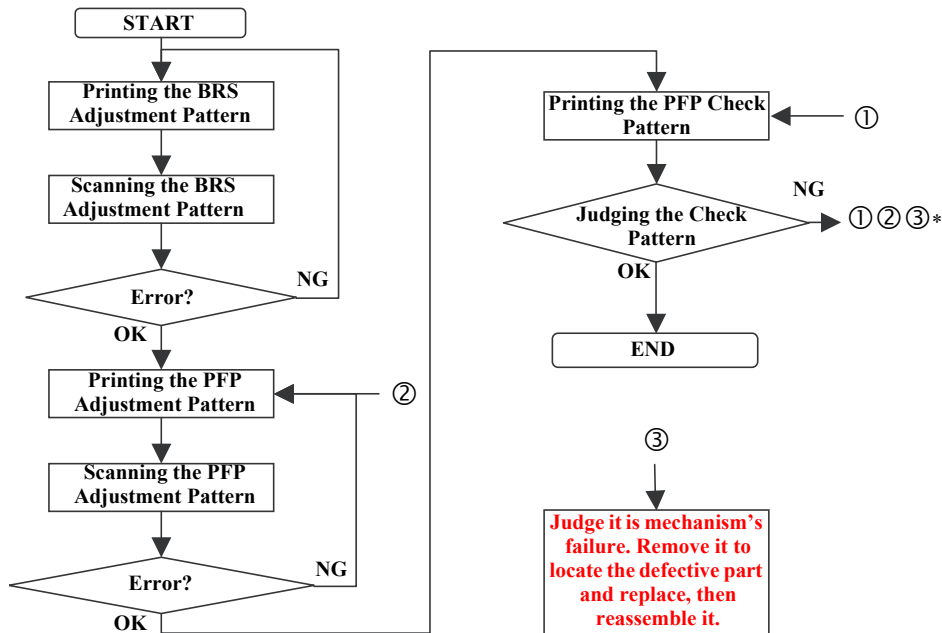 START
Printing the BRS
Adjustment Pattern
Scanning the BRS
Adjustment Pattern
Error?
NG
OK
Printing the PFP
Adjustment Pattern
②
Scanning the PFP
Adjustment Pattern
Error?
NG
OK
Printing the PFP Check
Pattern
①
Judging the Check
Pattern
NG
①②③*
OK
END
③
Judge it is mechanism’s
failure. Remove it to
locate the defective part
and replace, then
reassemble it.